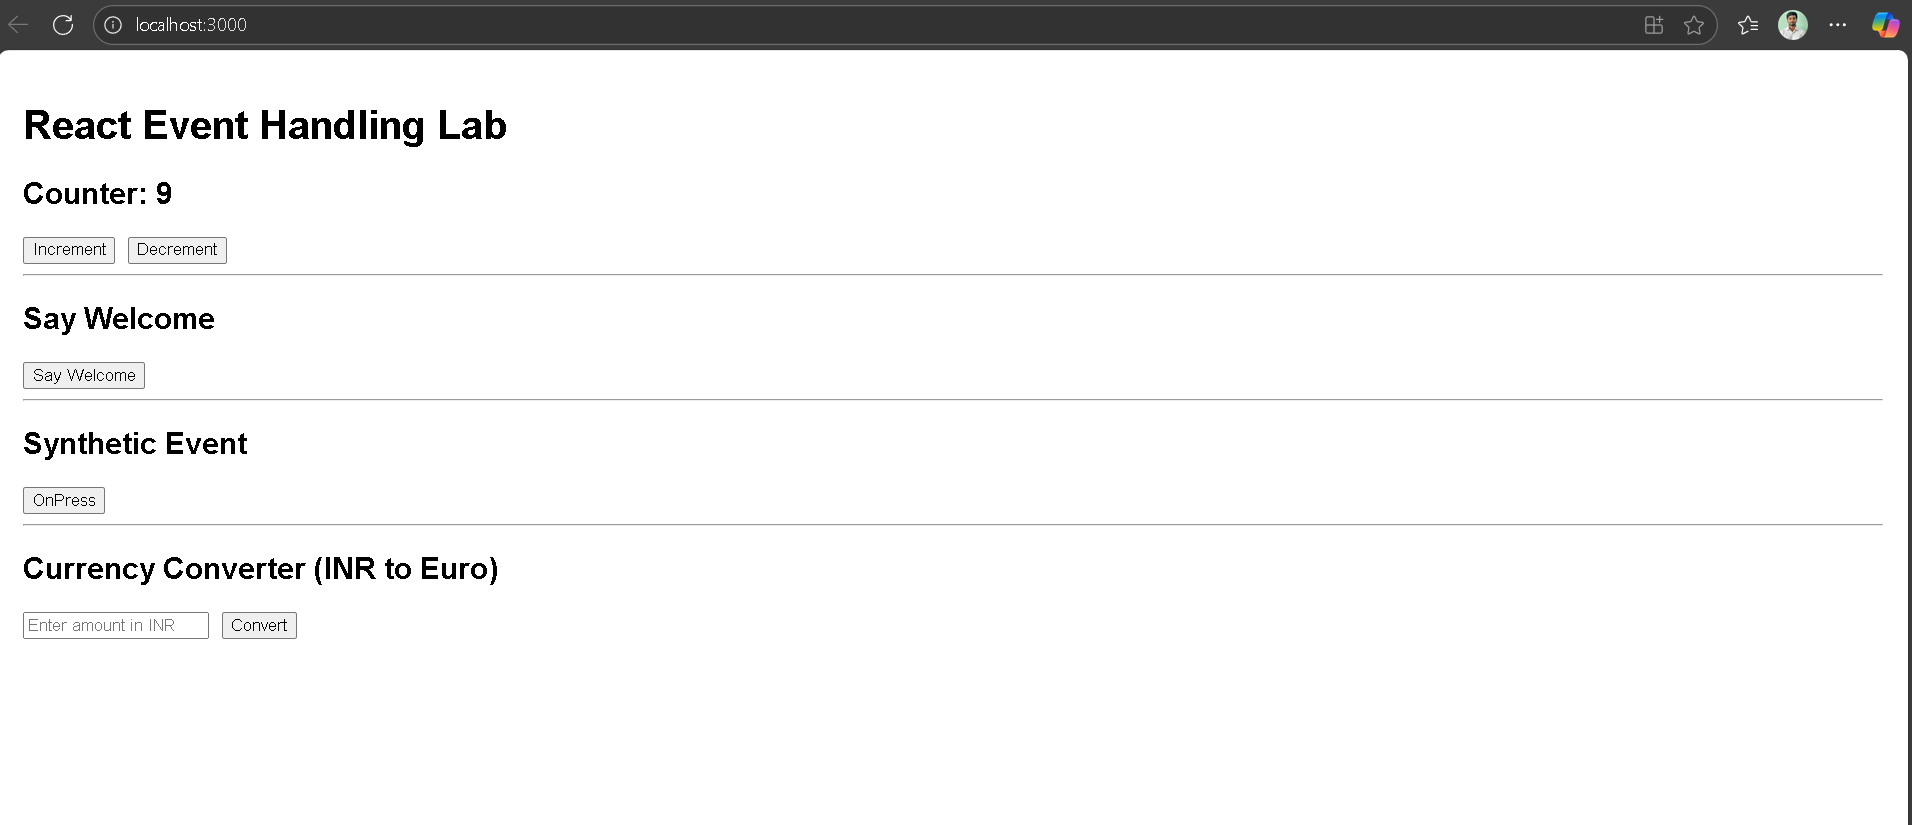 localhost:3000
React Event Handling Lab
Counter: 9
Increment Decrement
Say Welcome
Say Welcome
Synthetic Event
OnPress
Currency Converter (INR to Euro)
Enter amount in INR Convert